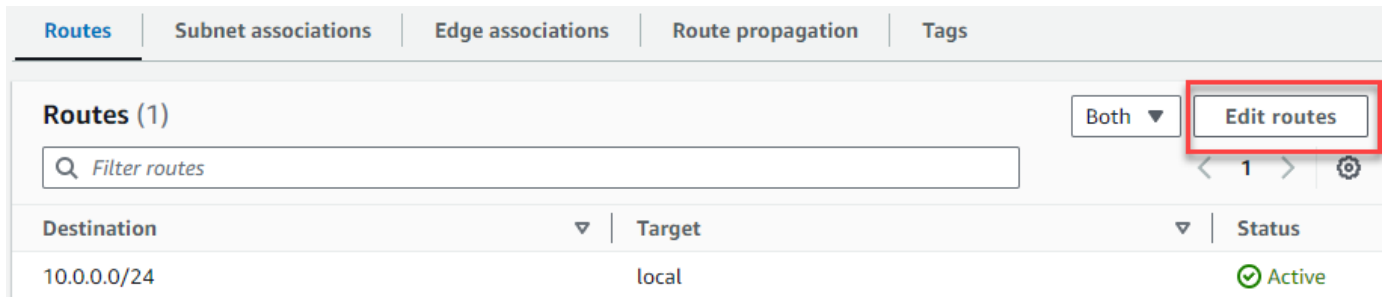 Routes Subnet associations Edge associations Route propagation Tags
Routes (1)
Both Edit routes
Filter routes
1
Destination Target Status
10.0.0.0/24 local Active